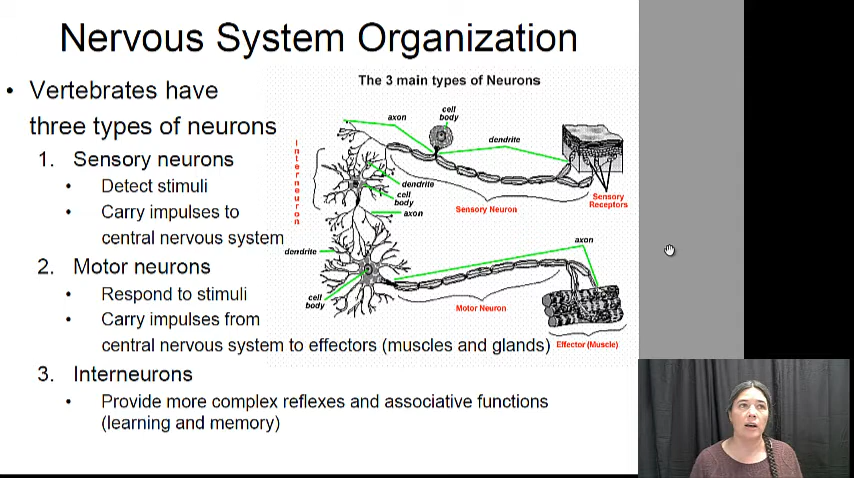 Nervous System Organization
• Vertebrates have
three types of neurons
1. Sensory neurons
• Detect stimuli
• Carry impulses to
central nervous system
2. Motor neurons
• Respond to stimuli
• Carry impulses from
central nervous system to effectors (muscles and glands)
3. Interneurons
• Provide more complex reflexes and associative functions
(learning and memory)
The 3 main types of Neurons
axon
cell
body
dendrite
Interneuron
dendrite
cell
body
axon
Sensory Neuron
Sensory
Receptors
dendrite
axon
cell
body
Motor Neuron
Effector (Muscle)